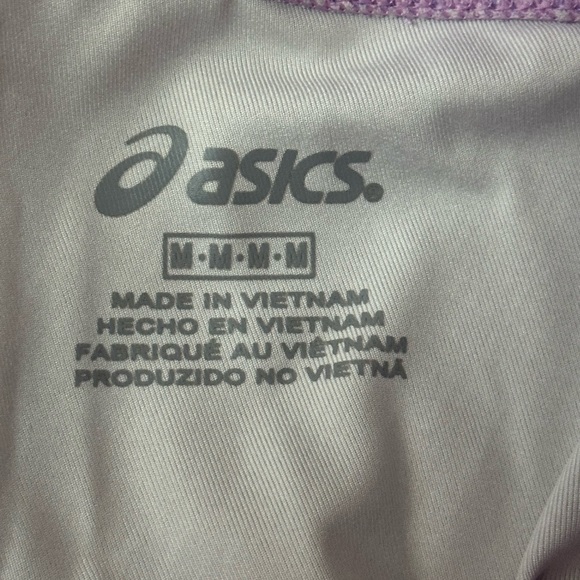 asics.
M·M·M·M
MADE IN VIETNAM
HECHO EN VIETNAM
FABRIQUÉ AU VIÊTNAM
PRODUZIDO NO VIETNÃ